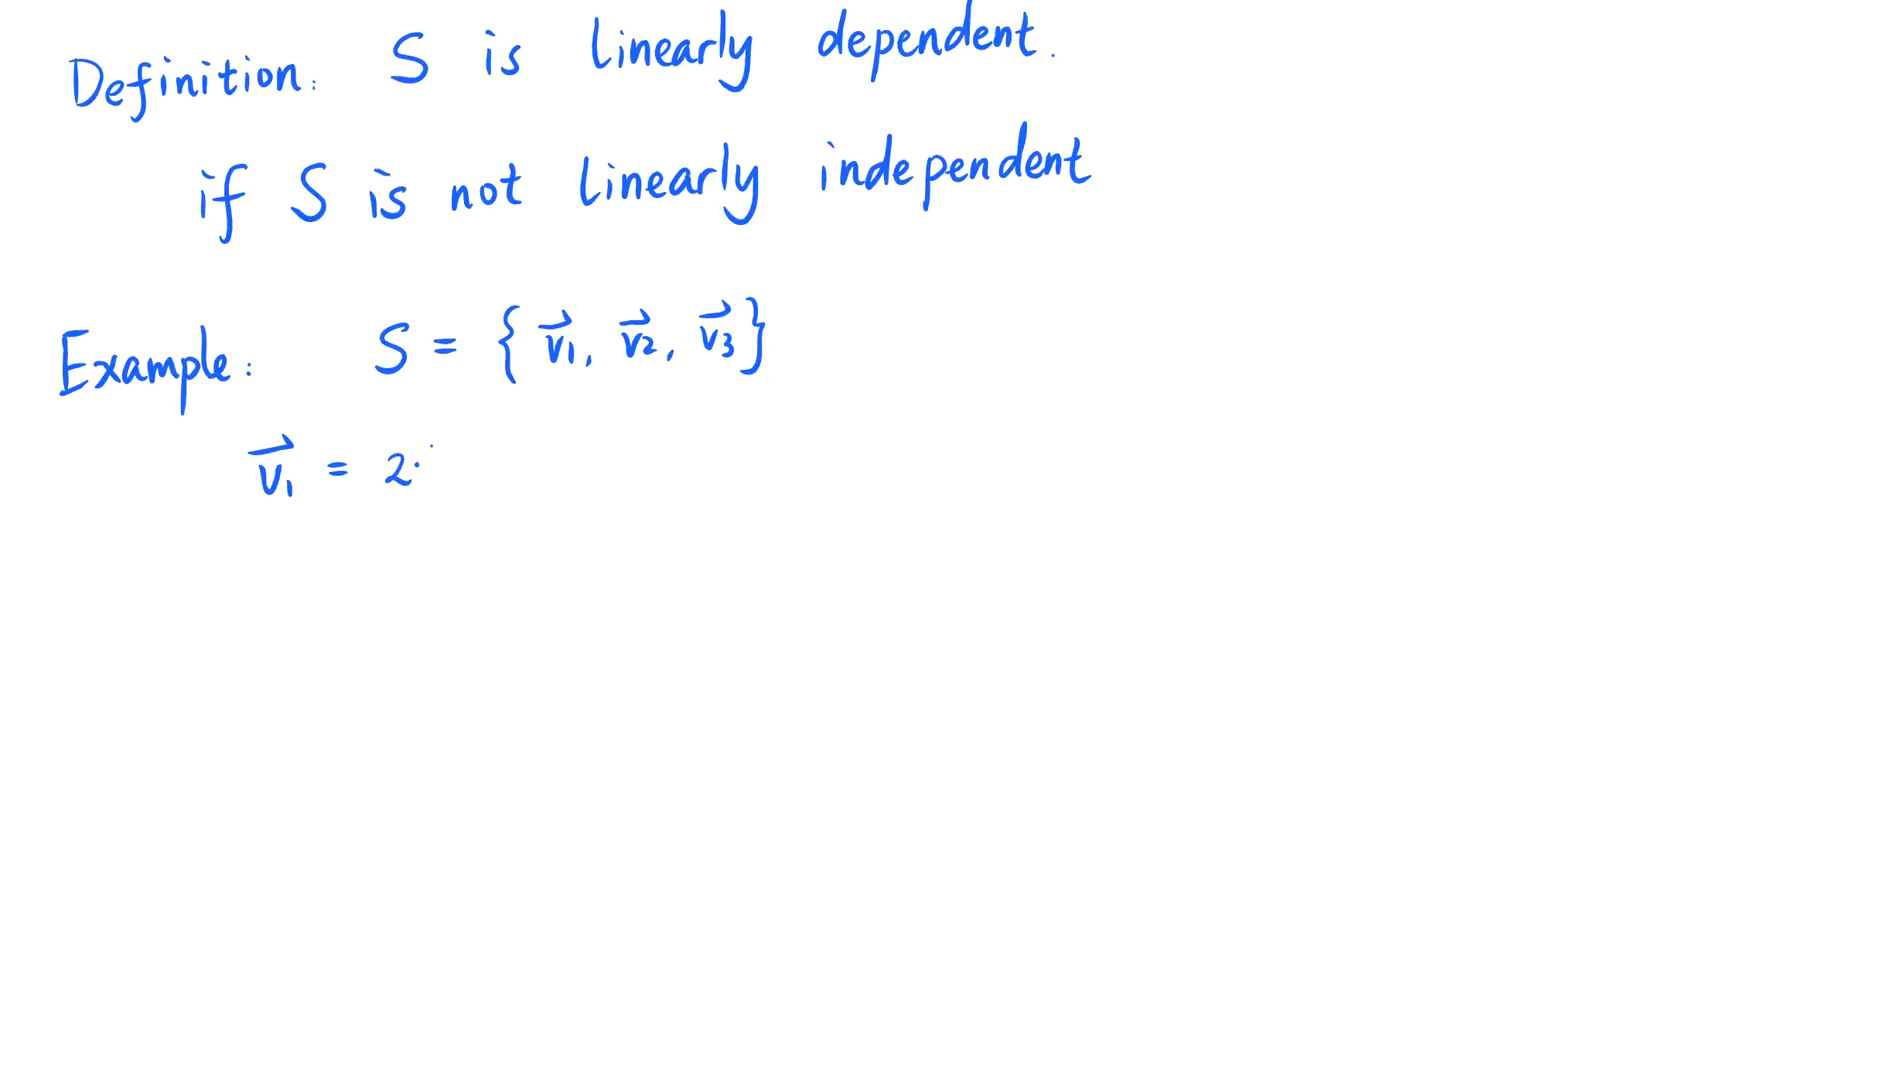 Definition: S is linearly dependent.
if S is not linearly independent
Example: S = { v⃗1, v⃗2, v⃗3}
v⃗1 = 2·